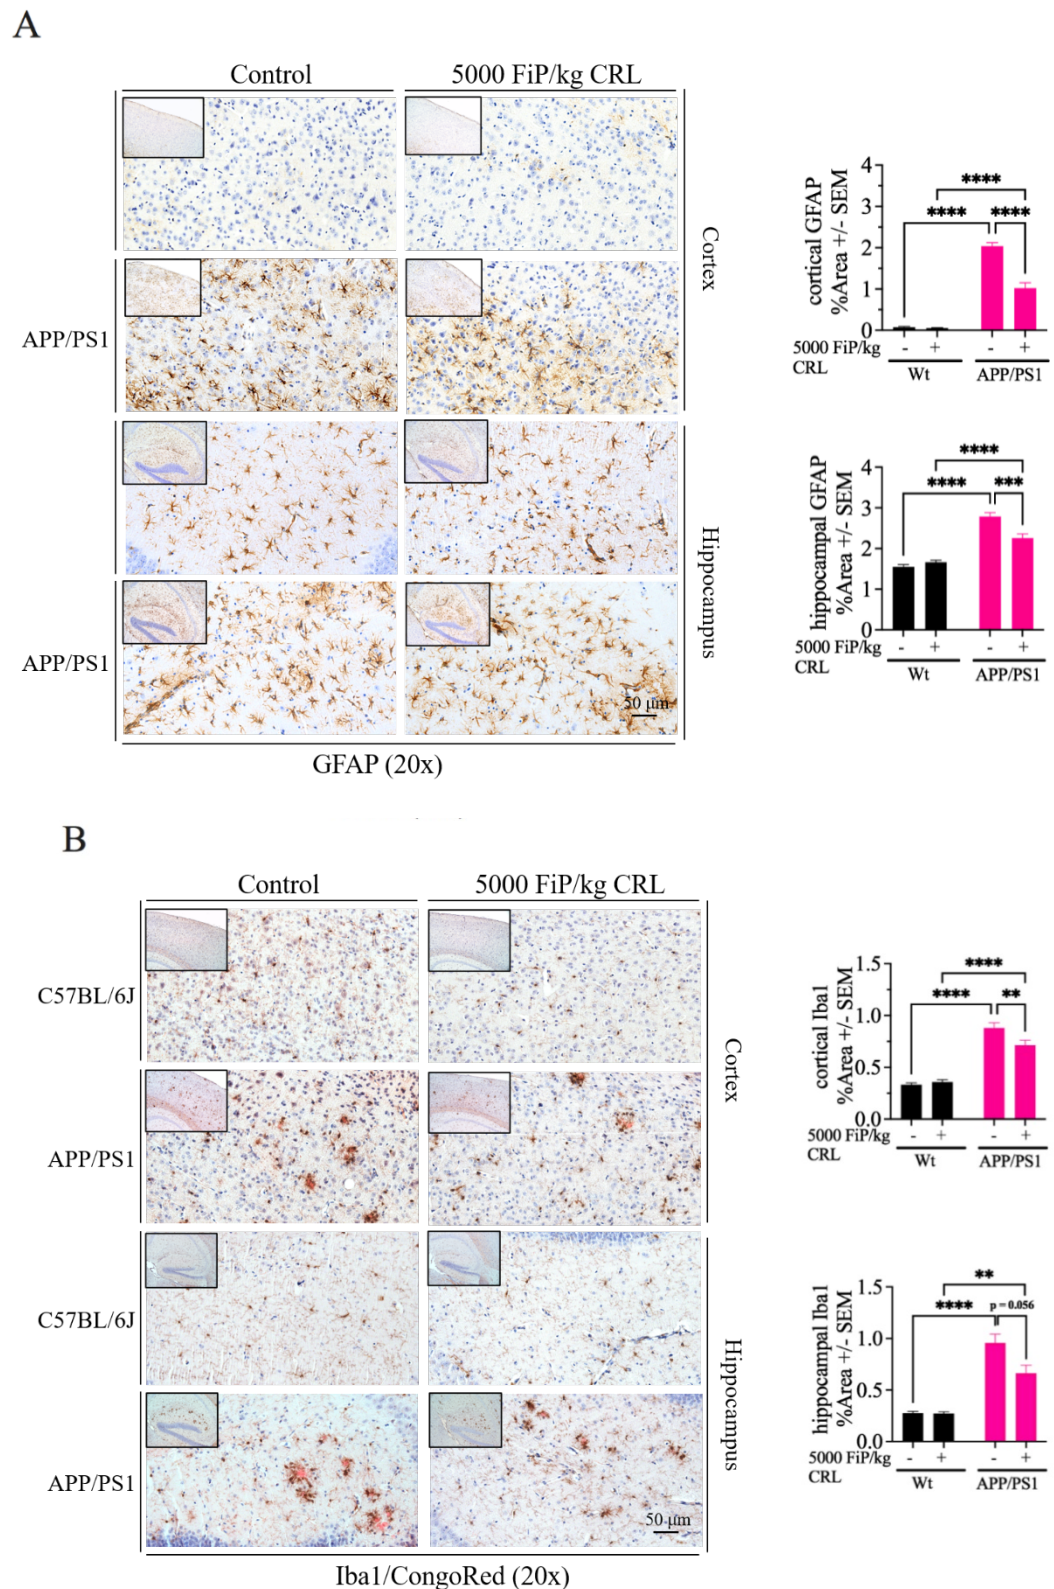 A
Control
5000 FiP/kg CRL
APP/PS1
APP/PS1
Cortex
Hippocampus
50 μm
GFAP (20x)
cortical GFAP
%Area +/- SEM
4
3
2
1
0
****
****
****
5000 FiP/kg
CRL
- + - +
Wt
APP/PS1
hippocampal GFAP
%Area +/- SEM
4
3
2
1
0
****
****
***
5000 FiP/kg
CRL
- + - +
Wt
APP/PS1
B
Control
5000 FiP/kg CRL
C57BL/6J
APP/PS1
C57BL/6J
APP/PS1
Cortex
Hippocampus
50 μm
Iba1/CongoRed (20x)
cortical Iba1
%Area +/- SEM
1.5
1.0
0.5
0.0
****
****
**
5000 FiP/kg
CRL
- + - +
Wt
APP/PS1
hippocampal Iba1
%Area +/- SEM
1.5
1.0
0.5
0.0
**
****
p = 0.056
5000 FiP/kg
CRL
- + - +
Wt
APP/PS1